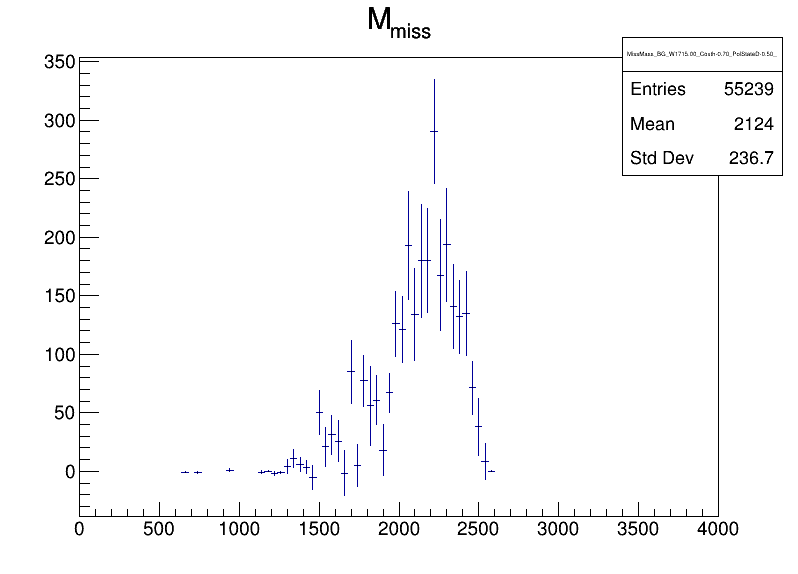 M_miss
MissMass_BG_W1715.00_Costh-0.70_PolStateD-0.50_
Entries 55239
Mean 2124
Std Dev 236.7
350
300
250
200
150
100
50
0
0 500 1000 1500 2000 2500 3000 3500 4000